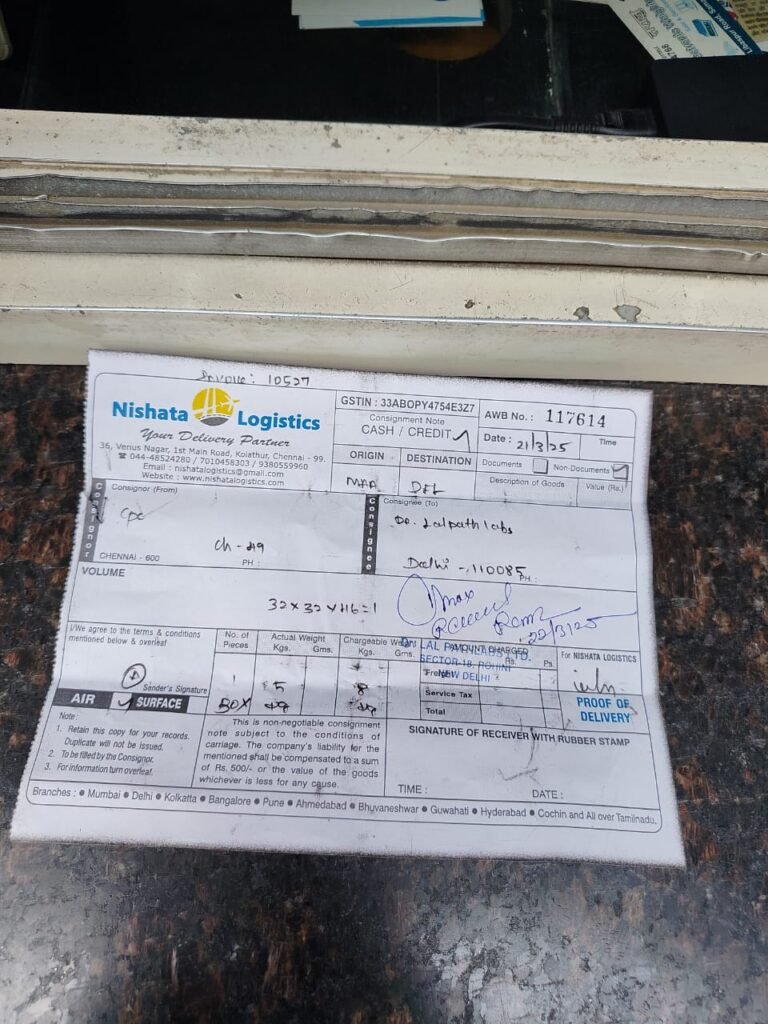 Invoice: 10527
Nishata Logistics
Your Delivery Partner
36, Venus Nagar, 1st Main Road, Kolathur, Chennai - 99.
☎ 044-48524280 / 7010458303 / 9380559960
Email : nishatalogistics@gmail.com
Website : www.nishatalogistics.com
GSTIN : 33ABOPY4754E3Z7
Consignment Note
CASH / CREDIT ✓
AWB No. : 117614
Date : 21/3/25
Time
ORIGIN
DESTINATION
MAA
DEL
Documents
Non-Documents ✓
Description of Goods
Value (Rs.)
Consignor
Consignor (From)
CPC
Ch - 49
CHENNAI - 600
PH :
Consignee
Consignee (To)
Dr. Lalpath labs
Delhi - 110085
PH :
VOLUME
32 x 32 x 46 = 1
22/3/25
I/We agree to the terms & conditions
mentioned below & overleaf
Sender's Signature
AIR
✓ SURFACE
No. of
Pieces
1
BOX
Actual Weight
Kgs. Gms.
5
kg
Chargeable Weight
Kgs. Gms.
8
kg
AMOUNT CHARGED
Rs. Ps.
Freight
Service Tax
Total
LAL PATHLABS LTD.
SECTOR-18, ROHINI
NEW DELHI
For NISHATA LOGISTICS
PROOF OF
DELIVERY
Note :
1. Retain this copy for your records.
Duplicate will not be issued.
2. To be filled by the Consignor.
3. For information turn overleaf.
This is non-negotiable consignment
note subject to the conditions of
carriage. The company's liability for the
mentioned shall be compensated to a sum
of Rs. 500/- or the value of the goods
whichever is less for any cause.
SIGNATURE OF RECEIVER WITH RUBBER STAMP
TIME :
DATE :
Branches : ● Mumbai ● Delhi ● Kolkatta ● Bangalore ● Pune ● Ahmedabad ● Bhuvaneshwar ● Guwahati ● Hyderabad ● Cochin and All over Tamilnadu.